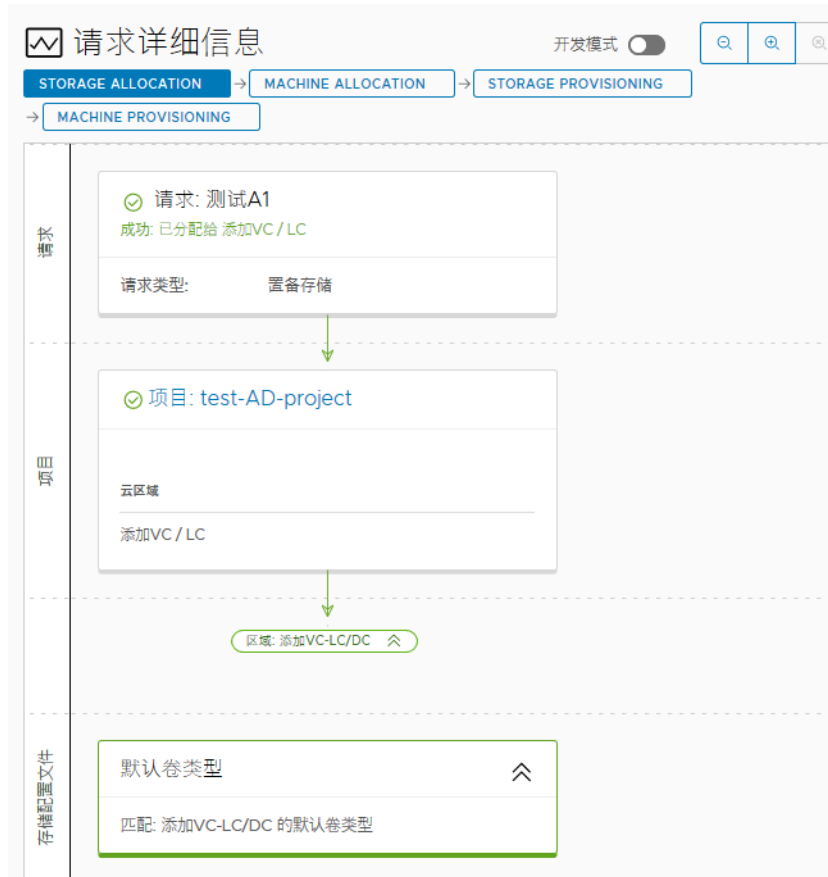 请求详细信息
开发模式
STORAGE ALLOCATION
MACHINE ALLOCATION
STORAGE PROVISIONING
MACHINE PROVISIONING
请求
请求: 测试A1
成功: 已分配给 添加VC / LC
请求类型: 置备存储
项目
项目: test-AD-project
云区域
添加VC / LC
区域: 添加VC-LC/DC
存储配置文件
默认卷类型
匹配: 添加VC-LC/DC 的默认卷类型